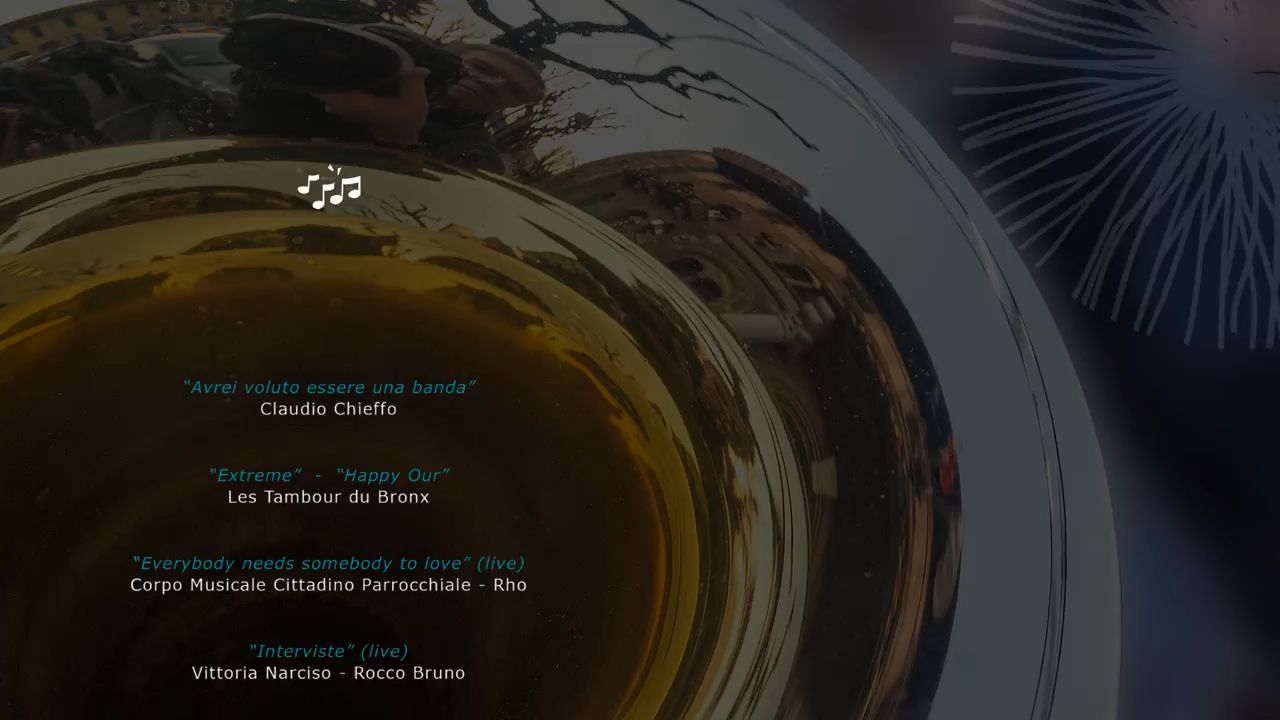 “Avrei voluto essere una banda”
Claudio Chieffo
“Extreme” - “Happy Our”
Les Tambour du Bronx
“Everybody needs somebody to love” (live)
Corpo Musicale Cittadino Parrocchiale - Rho
“Interviste” (live)
Vittoria Narciso - Rocco Bruno